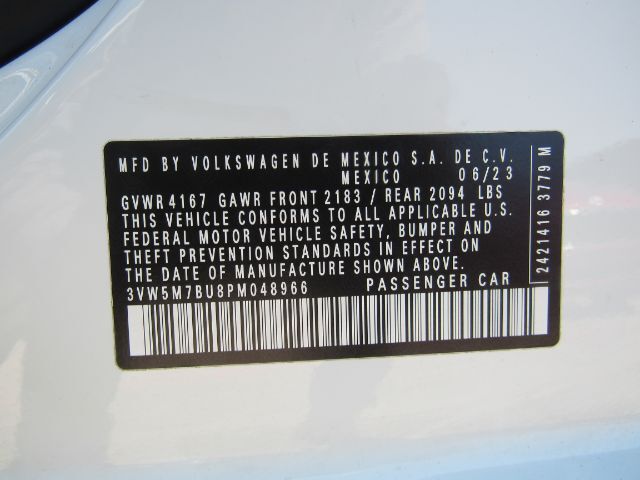 MFD BY VOLKSWAGEN DE MEXICO S.A. DE C.V.
MEXICO 06/23
GVWR 4167 GAWR FRONT 2183 / REAR 2094 LBS
THIS VEHICLE CONFORMS TO ALL APPLICABLE U.S.
FEDERAL MOTOR VEHICLE SAFETY, BUMPER AND
THEFT PREVENTION STANDARDS IN EFFECT ON
THE DATE OF MANUFACTURE SHOWN ABOVE.
3VW5M7BU8PM048966 PASSENGER CAR
2421416 3779 M